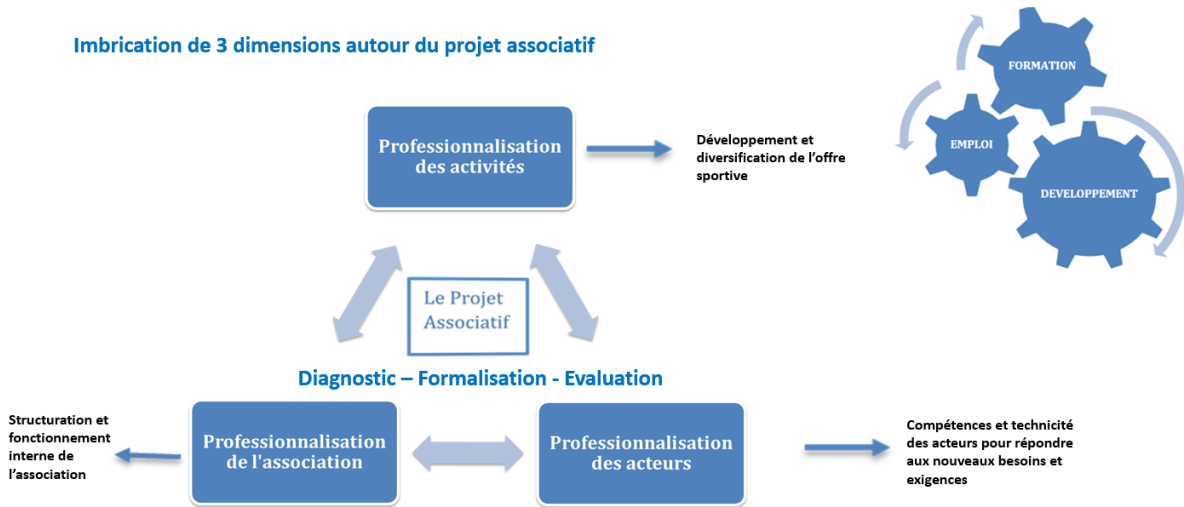 Imbrication de 3 dimensions autour du projet associatif
FORMATION
EMPLOI
DEVELOPPEMENT
Professionnalisation
des activités
Développement et
diversification de l'offre
sportive
Le Projet
Associatif
Diagnostic – Formalisation - Evaluation
Structuration et
fonctionnement
interne de
l'association
Professionnalisation
de l'association
Professionnalisation
des acteurs
Compétences et technicité
des acteurs pour répondre
aux nouveaux besoins et
exigences